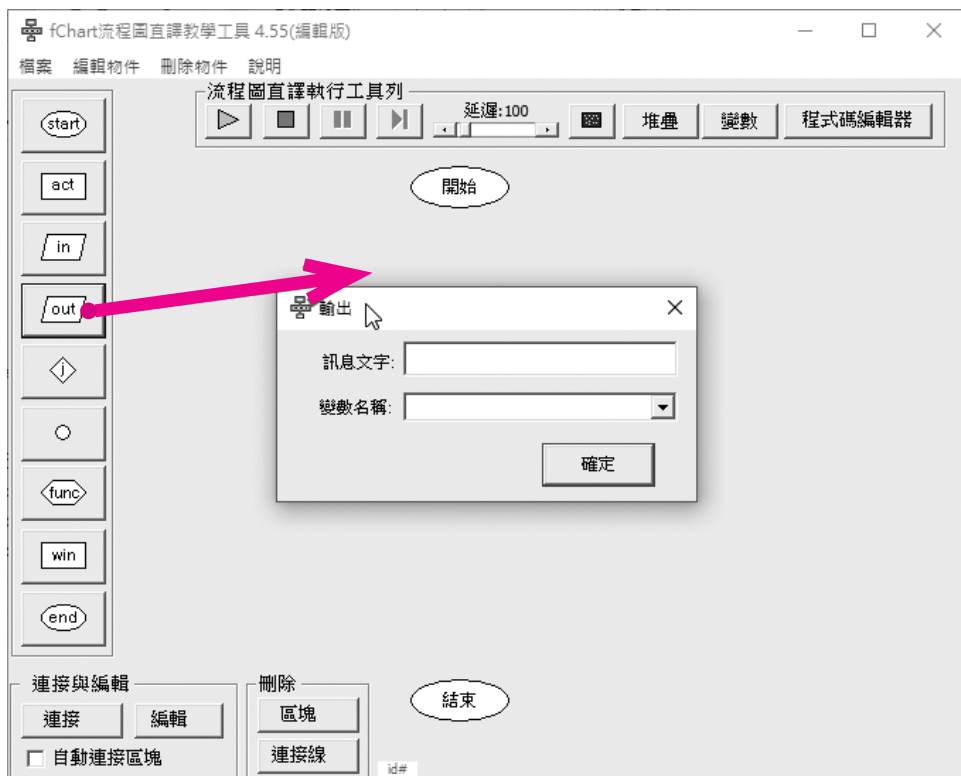 fChart流程圖直譯教學工具 4.55(編輯版)
檔案 編輯物件 刪除物件 說明
流程圖直譯執行工具列
延遲:100
堆疊 變數 程式碼編輯器
start
act
in
out
i
func
win
end
開始
輸出
訊息文字:
變數名稱:
確定
結束
連接與編輯
連接 編輯
自動連接區塊
刪除
區塊
連接線
id#